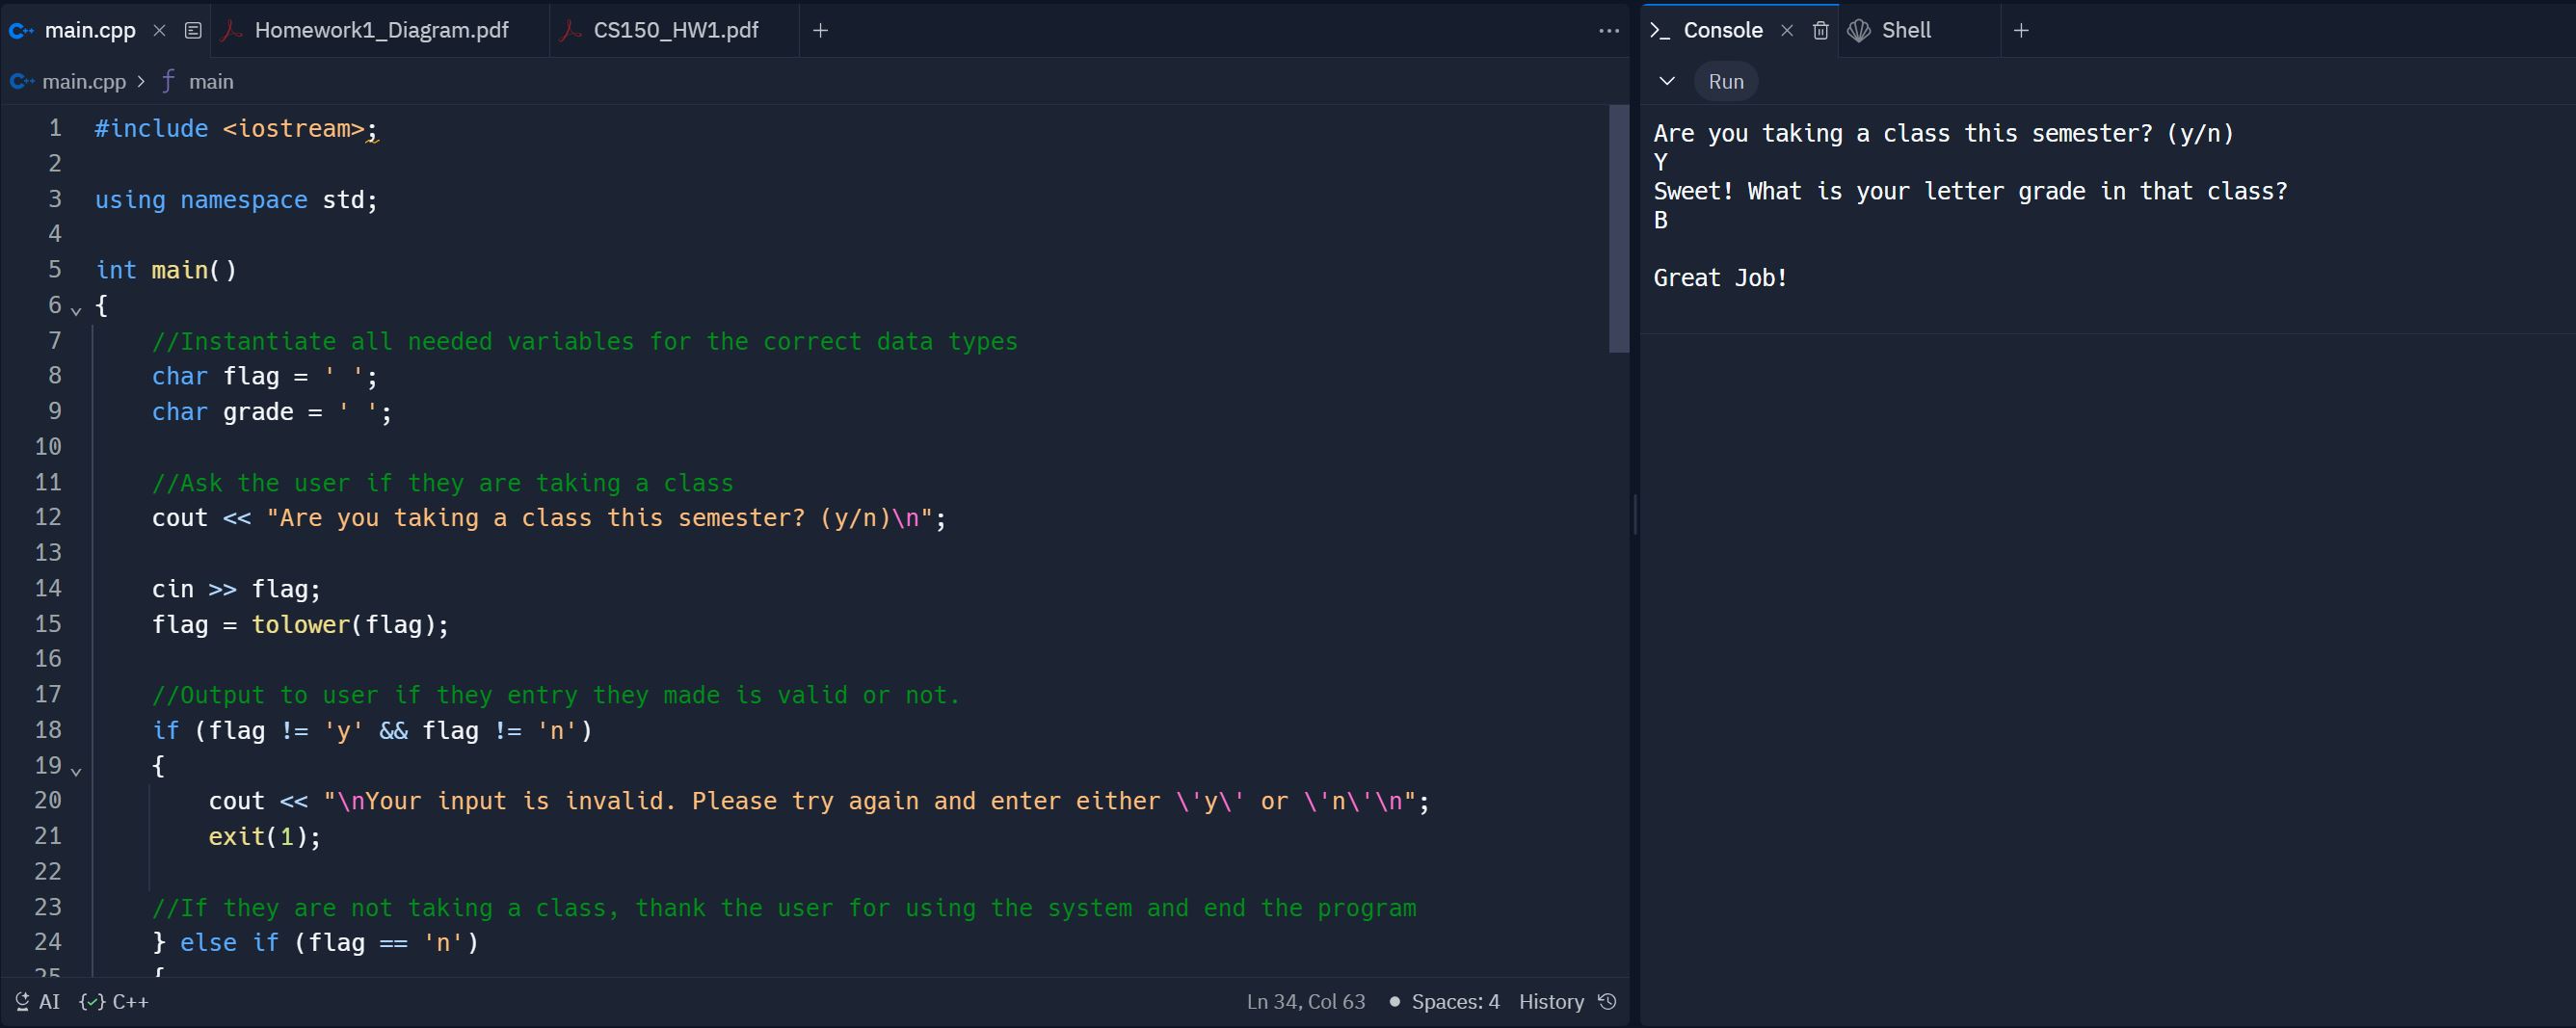 main.cpp
Homework1_Diagram.pdf
CS150_HW1.pdf
main.cpp > main
1 #include <iostream>;
2
3 using namespace std;
4
5 int main()
6 {
7 //Instantiate all needed variables for the correct data types
8 char flag = ' ';
9 char grade = ' ';
10
11 //Ask the user if they are taking a class
12 cout << "Are you taking a class this semester? (y/n)\n";
13
14 cin >> flag;
15 flag = tolower(flag);
16
17 //Output to user if they entry they made is valid or not.
18 if (flag != 'y' && flag != 'n')
19 {
20 cout << "\nYour input is invalid. Please try again and enter either \'y\' or \'n\'\n";
21 exit(1);
22
23 //If they are not taking a class, thank the user for using the system and end the program
24 } else if (flag == 'n')
25 {
AI C++
Ln 34, Col 63 Spaces: 4 History
Console
Shell
Run
Are you taking a class this semester? (y/n)
Y
Sweet! What is your letter grade in that class?
B
Great Job!